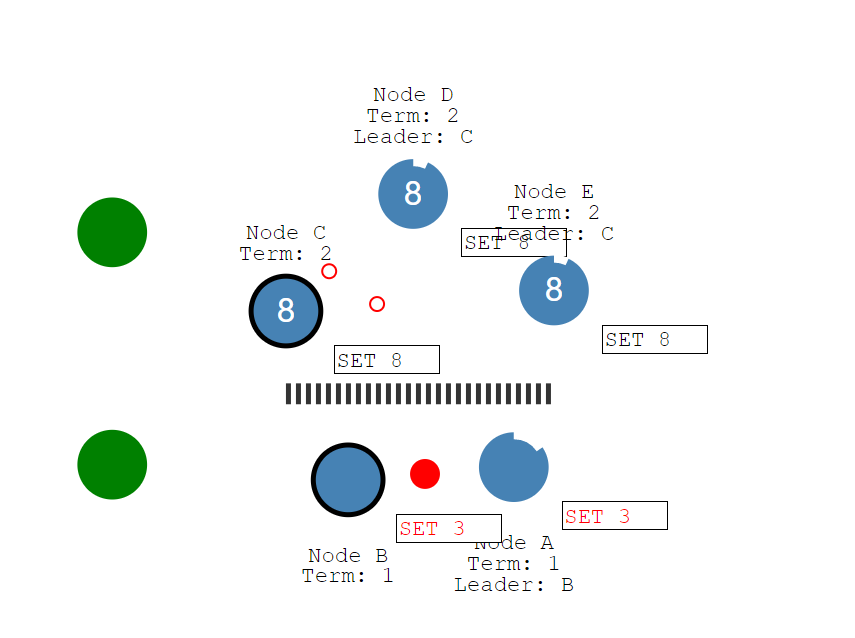 Node D
Term: 2
Leader: C
8
Node E
Term: 2
Leader: C
SET 8
8
SET 8
Node C
Term: 2
8
SET 8
SET 3
SET 3
Node B
Term: 1
Node A
Term: 1
Leader: B